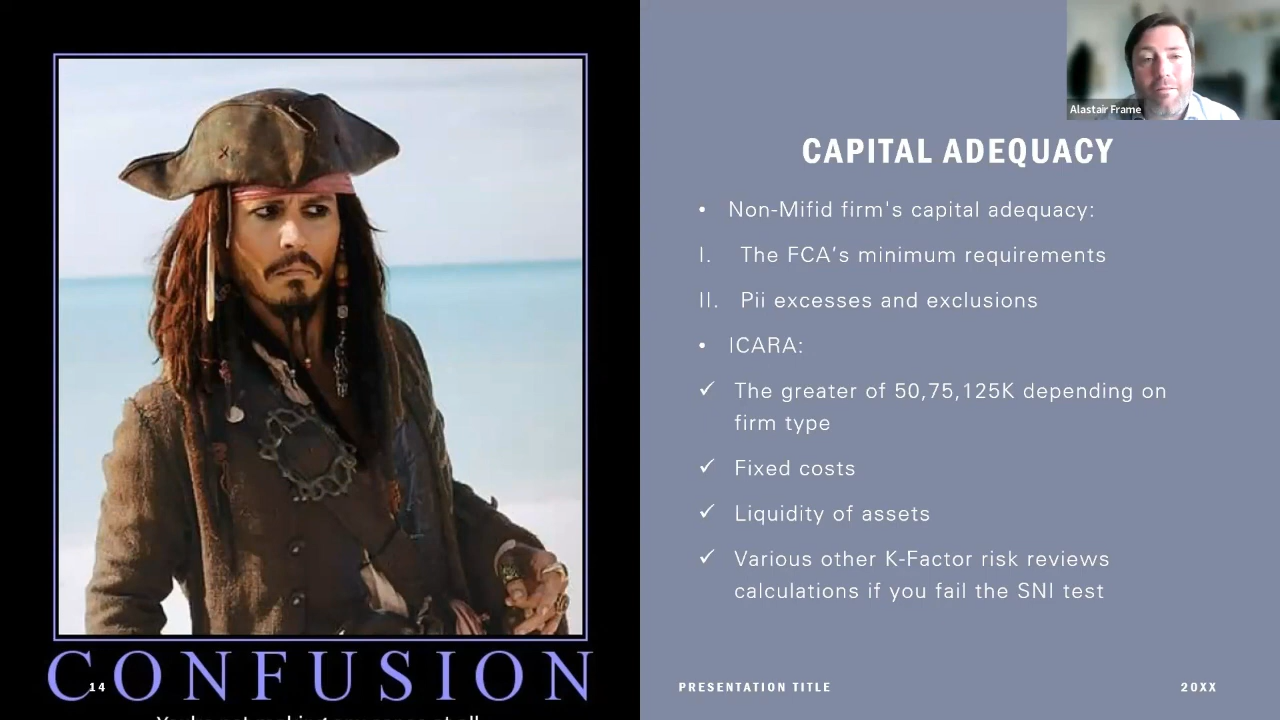 Alastair Frame
CAPITAL ADEQUACY
• Non-Mifid firm's capital adequacy:
I. The FCA's minimum requirements
II. Pii excesses and exclusions
• ICARA:
✓ The greater of 50,75,125K depending on
firm type
✓ Fixed costs
✓ Liquidity of assets
✓ Various other K-Factor risk reviews
calculations if you fail the SNI test
CONFUSION
14
PRESENTATION TITLE
20XX